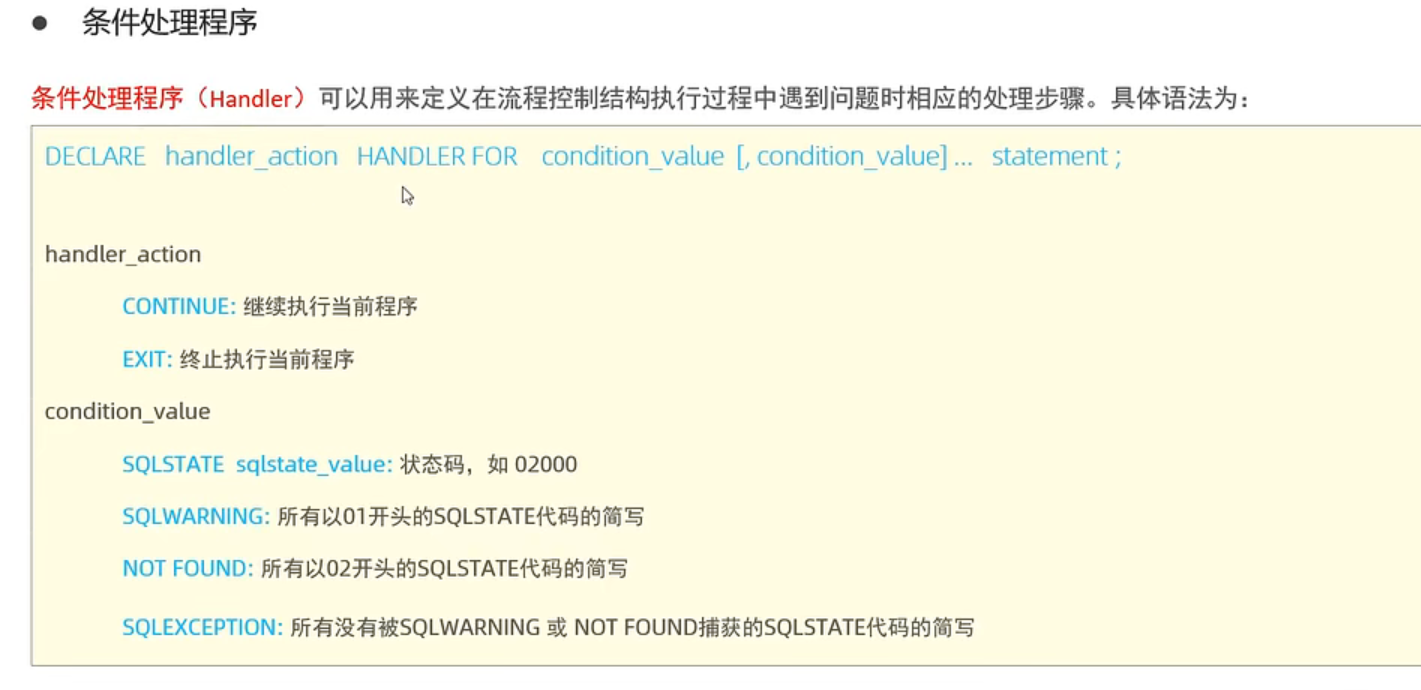 ● 条件处理程序
条件处理程序（Handler）可以用来定义在流程控制结构执行过程中遇到问题时相应的处理步骤。具体语法为：
DECLARE handler_action HANDLER FOR condition_value [, condition_value] ... statement ;
handler_action
CONTINUE: 继续执行当前程序
EXIT: 终止执行当前程序
condition_value
SQLSTATE sqlstate_value: 状态码，如 02000
SQLWARNING: 所有以01开头的SQLSTATE代码的简写
NOT FOUND: 所有以02开头的SQLSTATE代码的简写
SQLEXCEPTION: 所有没有被SQLWARNING 或 NOT FOUND捕获的SQLSTATE代码的简写